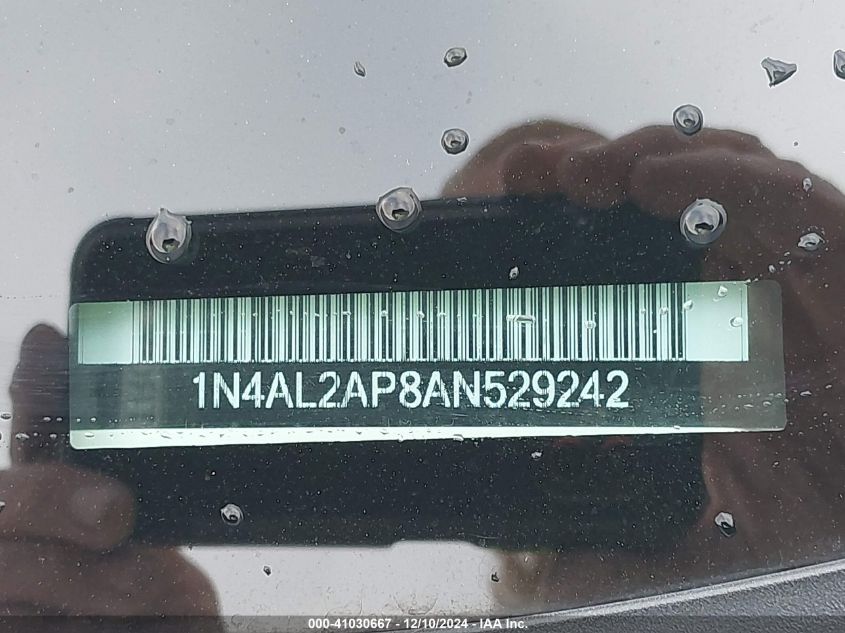 1N4AL2AP8AN529242
000-41030667 - 12/10/2024 - IAA Inc.